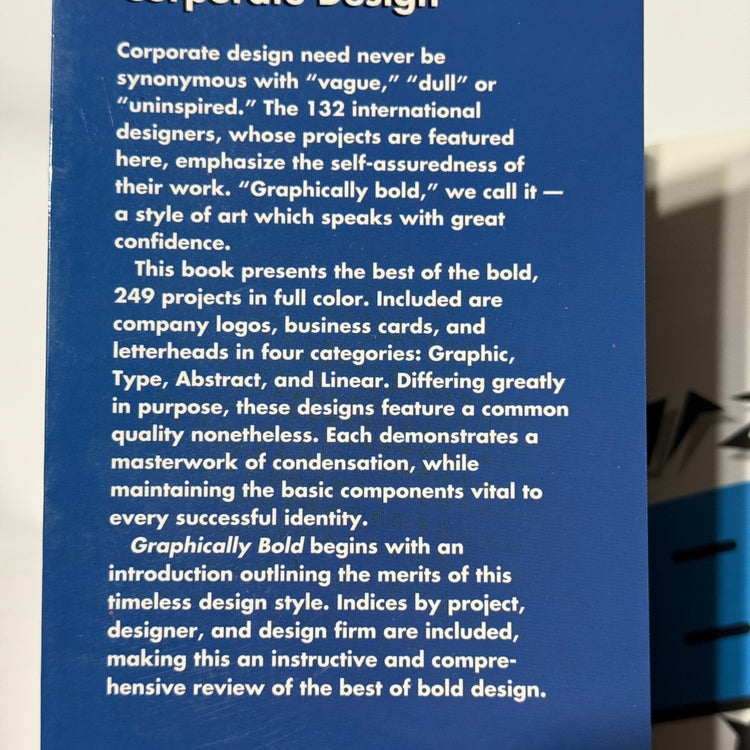 Corporate Design
Corporate design need never be
synonymous with “vague,” “dull” or
“uninspired.” The 132 international
designers, whose projects are featured
here, emphasize the self-assuredness of
their work. “Graphically bold,” we call it —
a style of art which speaks with great
confidence.
This book presents the best of the bold,
249 projects in full color. Included are
company logos, business cards, and
letterheads in four categories: Graphic,
Type, Abstract, and Linear. Differing greatly
in purpose, these designs feature a common
quality nonetheless. Each demonstrates a
masterwork of condensation, while
maintaining the basic components vital to
every successful identity.
Graphically Bold begins with an
introduction outlining the merits of this
timeless design style. Indices by project,
designer, and design firm are included,
making this an instructive and compre-
hensive review of the best of bold design.